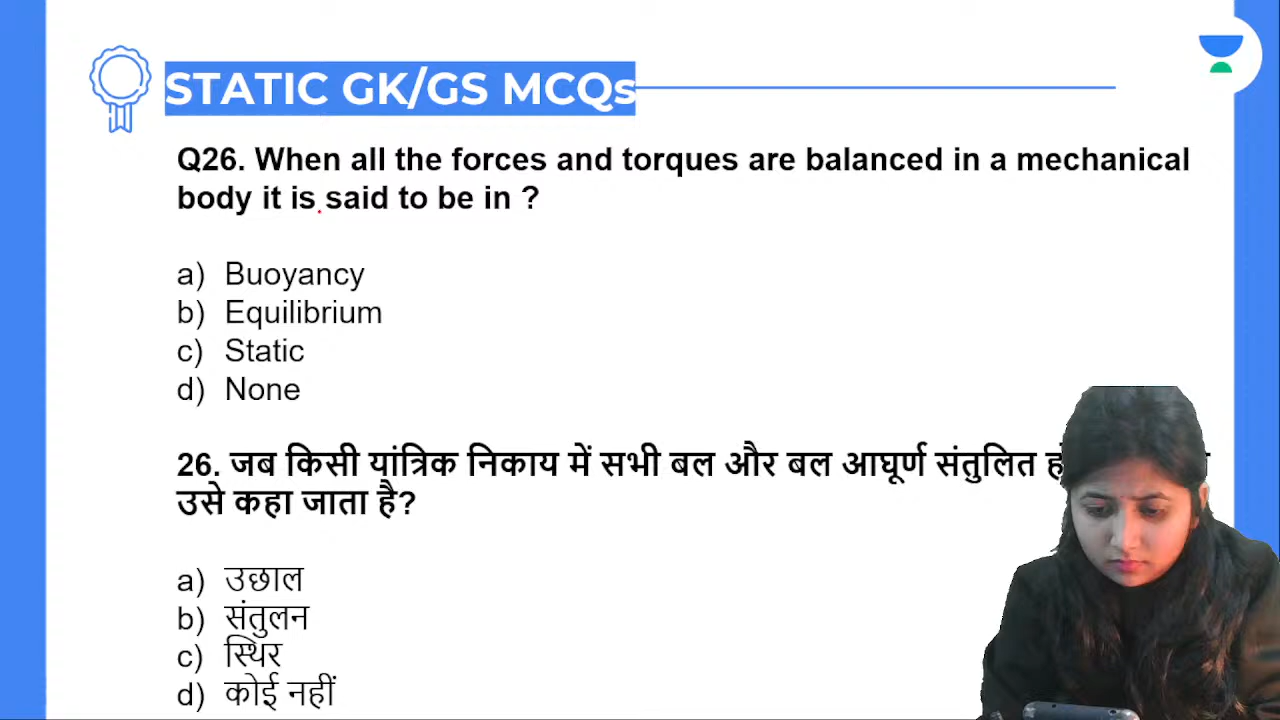 STATIC GK/GS MCQs
Q26. When all the forces and torques are balanced in a mechanical
body it is said to be in ?
a) Buoyancy
b) Equilibrium
c) Static
d) None
26. जब किसी यांत्रिक निकाय में सभी बल और बल आघूर्ण संतुलित
उसे कहा जाता है?
a) उछाल
b) संतुलन
c) स्थिर
d) कोई नहीं